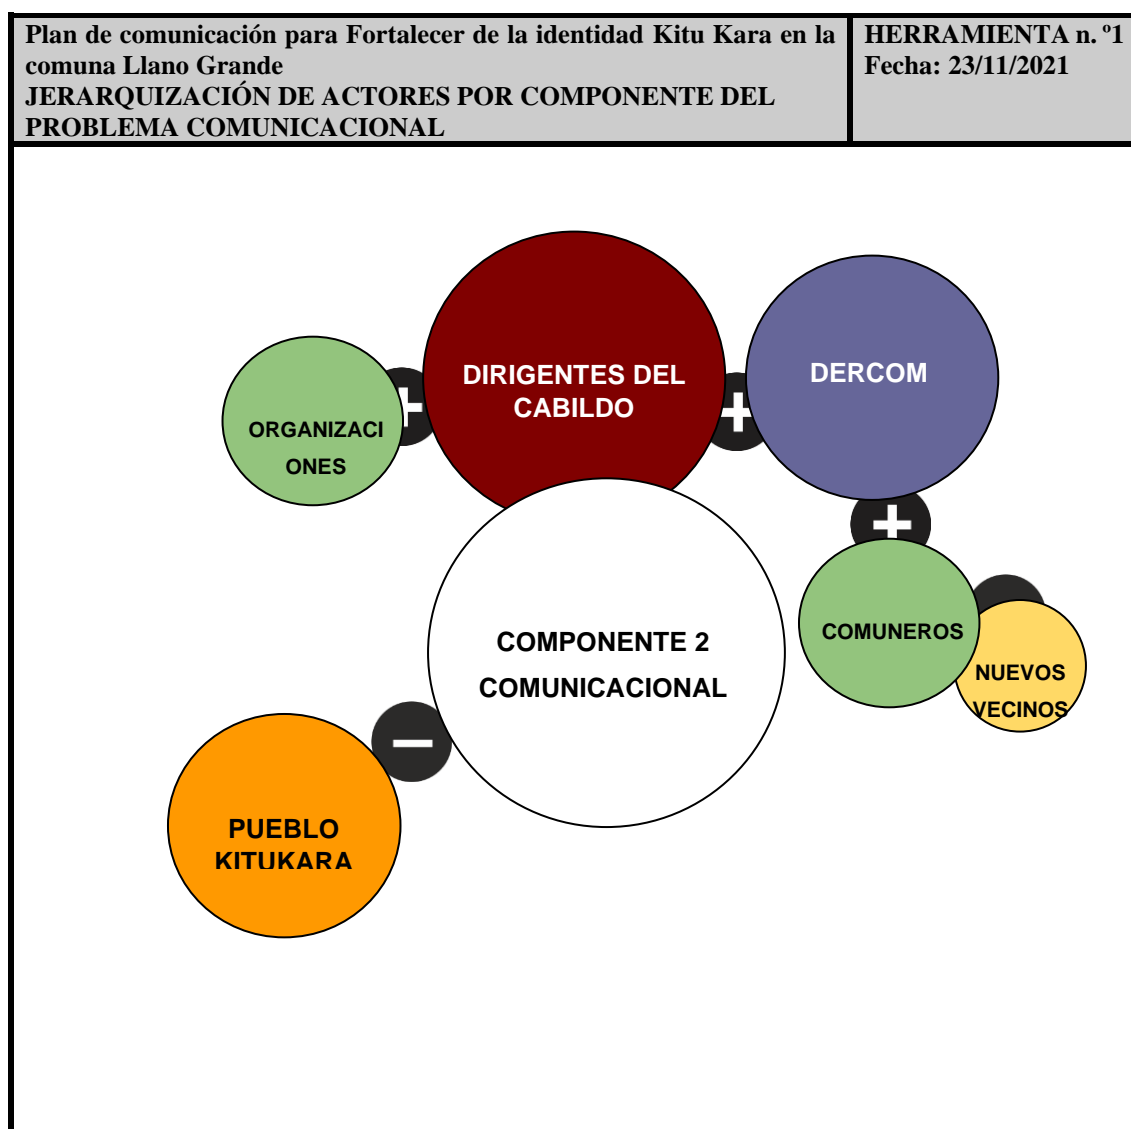 Plan de comunicación para Fortalecer de la identidad Kitu Kara en la
comuna Llano Grande
JERARQUIZACIÓN DE ACTORES POR COMPONENTE DEL
PROBLEMA COMUNICACIONAL
HERRAMIENTA n. º1
Fecha: 23/11/2021
DIRIGENTES DEL
CABILDO
DERCOM
ORGANIZACI
ONES
+
+
+
COMUNEROS
NUEVOS
VECINOS
COMPONENTE 2
COMUNICACIONAL
−
PUEBLO
KITUKARA